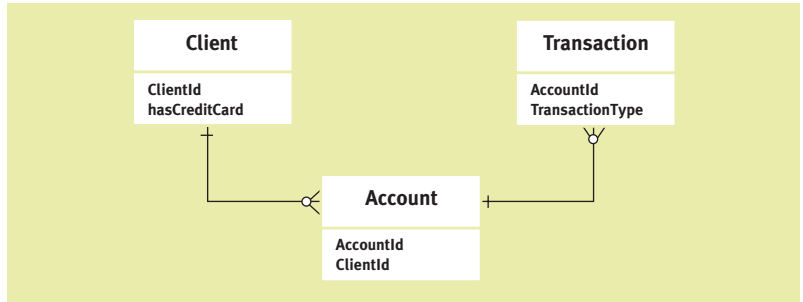 Client
ClientId
hasCreditCard
Transaction
AccountId
TransactionType
Account
AccountId
ClientId